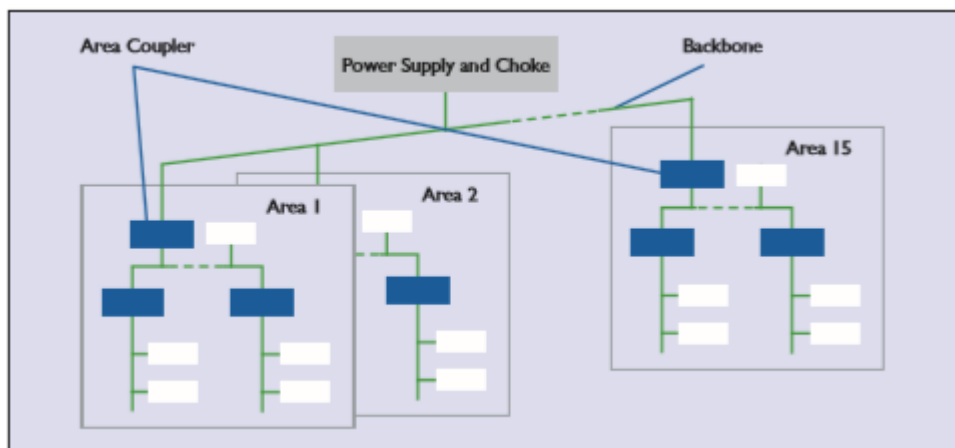 Area Coupler
Power Supply and Choke
Backbone
Area 1
Area 2
Area 15